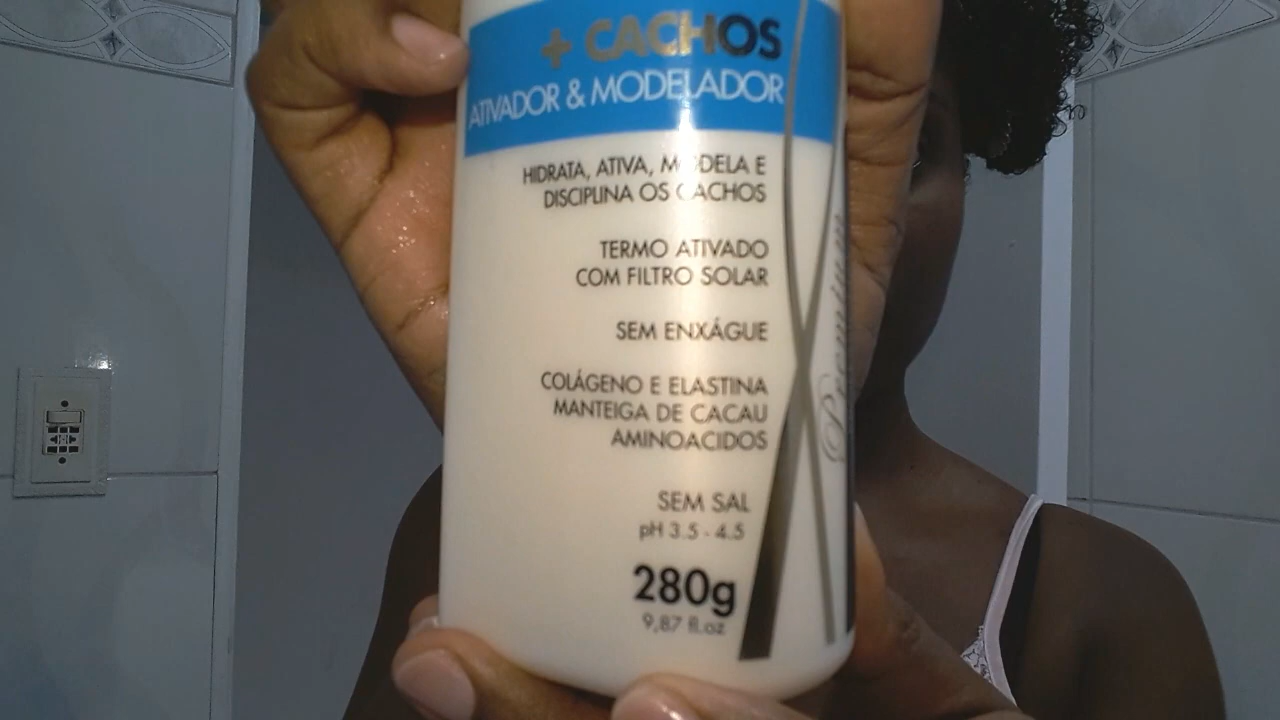 + CACHOS
ATIVADOR & MODELADOR
HIDRATA, ATIVA, MODELA E
DISCIPLINA OS CACHOS
TERMO ATIVADO
COM FILTRO SOLAR
SEM ENXÁGUE
COLÁGENO E ELASTINA
MANTEIGA DE CACAU
AMINOACIDOS
SEM SAL
pH 3.5 - 4.5
280g
9,87 fl.oz
Premium